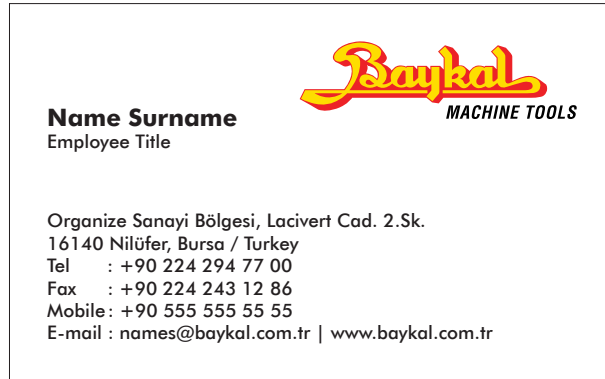 Baykal
MACHINE TOOLS
Name Surname
Employee Title
Organize Sanayi Bölgesi, Lacivert Cad. 2.Sk.
16140 Nilüfer, Bursa / Turkey
Tel : +90 224 294 77 00
Fax : +90 224 243 12 86
Mobile : +90 555 555 55 55
E-mail : names@baykal.com.tr | www.baykal.com.tr